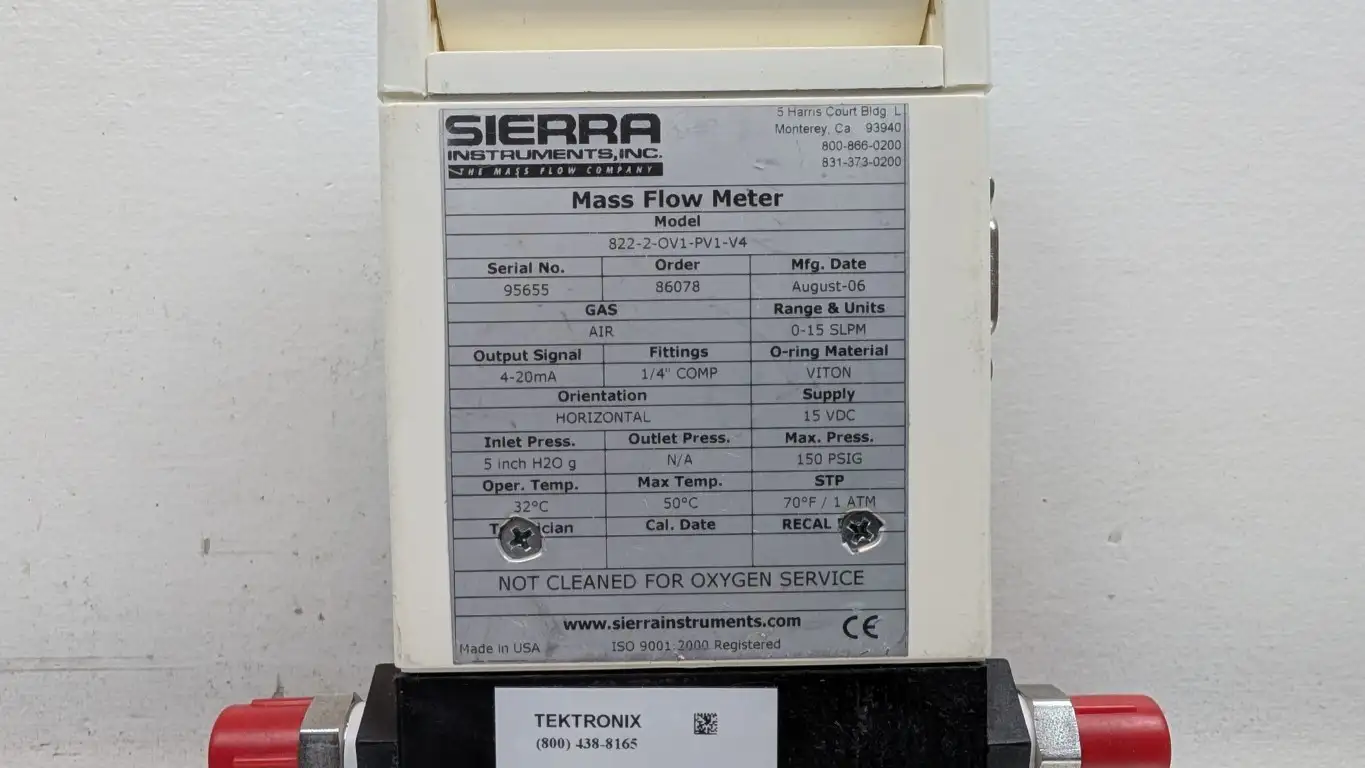 SIERRA
INSTRUMENTS, INC.
THE MASS FLOW COMPANY
5 Harris Court Bldg. L
Monterey, Ca 93940
800-866-0200
831-373-0200
Mass Flow Meter
Model
822-2-OV1-PV1-V4
Serial No. Order Mfg. Date
95655 86078 August-06
GAS Range & Units
AIR 0-15 SLPM
Output Signal Fittings O-ring Material
4-20mA 1/4" COMP VITON
Orientation Supply
HORIZONTAL 15 VDC
Inlet Press. Outlet Press. Max. Press.
5 inch H2O g N/A 150 PSIG
Oper. Temp. Max Temp. STP
32°C 50°C 70°F / 1 ATM
Cal. Date RECAL
NOT CLEANED FOR OXYGEN SERVICE
www.sierrainstruments.com
CE
Made in USA ISO 9001:2000 Registered
TEKTRONIX
(800) 438-8165